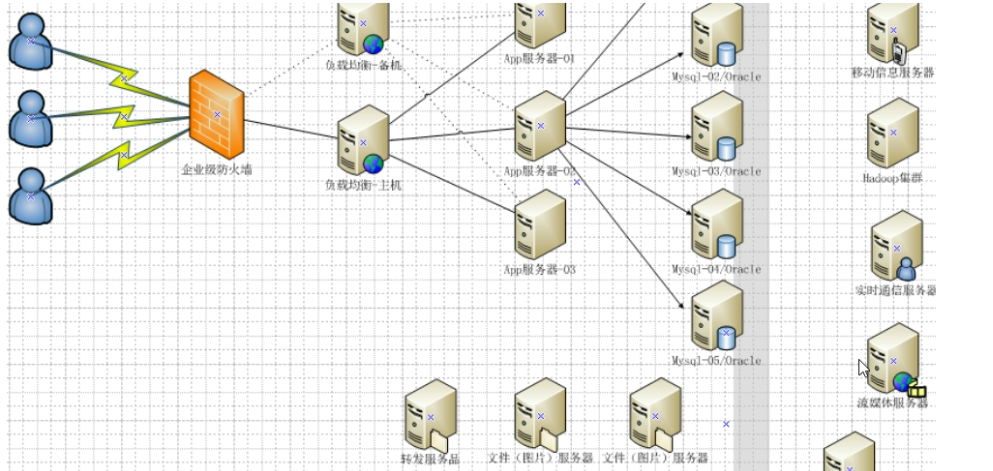 App服务器-01
负载均衡-备机
Mysql-02/Oracle
移动信息服务器
企业级防火墙
App服务器-02
Mysql-03/Oracle
负载均衡-主机
Hadoop集群
App服务器-03
Mysql-04/Oracle
实时通信服务器
Mysql-05/Oracle
流媒体服务器
转发服务品
文件（图片）服务器
文件（图片）服务器